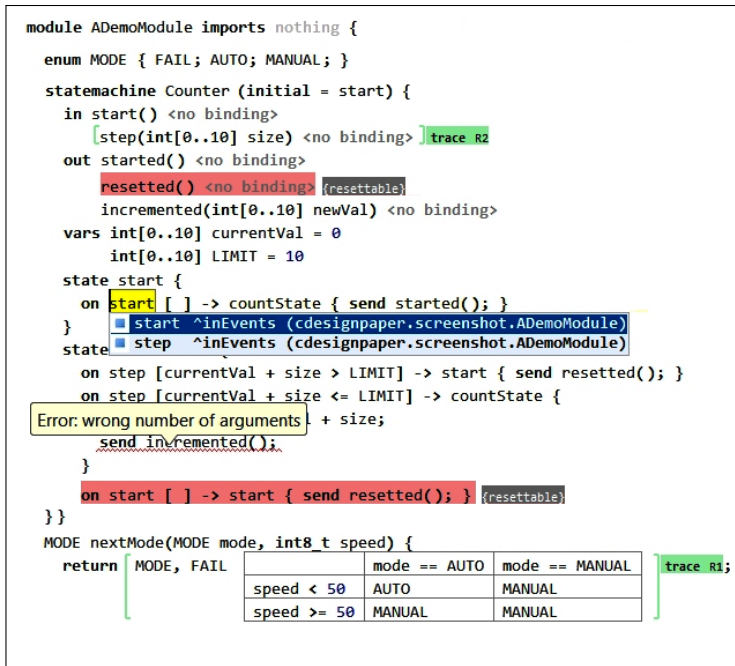 module ADemoModule imports nothing {
enum MODE { FAIL; AUTO; MANUAL; }
statemachine Counter (initial = start) {
in start() <no binding>
step(int[0..10] size) <no binding> trace R2
out started() <no binding>
resetted() <no binding> {resettable}
incremented(int[0..10] newVal) <no binding>
vars int[0..10] currentVal = 0
int[0..10] LIMIT = 10
state start {
on start [ ] -> countState { send started(); }
start ^inEvents (cdesignpaper.screenshot.ADemoModule)
}
step ^inEvents (cdesignpaper.screenshot.ADemoModule)
state {
on step [currentVal + size > LIMIT] -> start { send resetted(); }
on step [currentVal + size <= LIMIT] -> countState {
Error: wrong number of arguments l + size;
send incremented();
}
on start [ ] -> start { send resetted(); } {resettable}
}}
MODE nextMode(MODE mode, int8_t speed) {
return MODE, FAIL mode == AUTO mode == MANUAL trace R1;
speed < 50 AUTO MANUAL
speed >= 50 MANUAL MANUAL